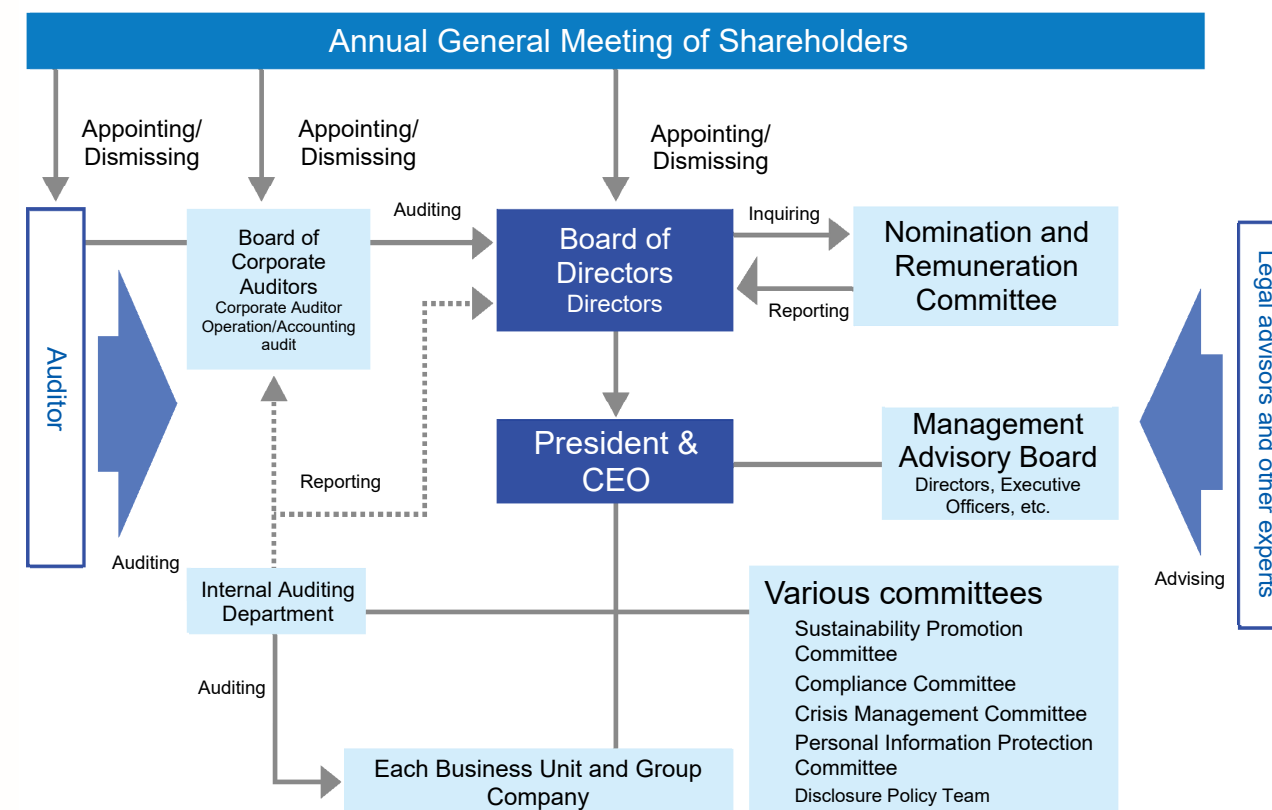 Annual General Meeting of Shareholders
Appointing/
Dismissing
Appointing/
Dismissing
Appointing/
Dismissing
Auditor
Board of
Corporate
Auditors
Corporate Auditor
Operation/Accounting
audit
Auditing
Board of
Directors
Directors
Inquiring
Reporting
Nomination and
Remuneration
Committee
Legal advisors and other experts
Reporting
President &
CEO
Management
Advisory Board
Directors, Executive
Officers, etc.
Auditing
Advising
Internal Auditing
Department
Auditing
Various committees
Sustainability Promotion
Committee
Compliance Committee
Crisis Management Committee
Personal Information Protection
Committee
Disclosure Policy Team
Each Business Unit and Group
Company